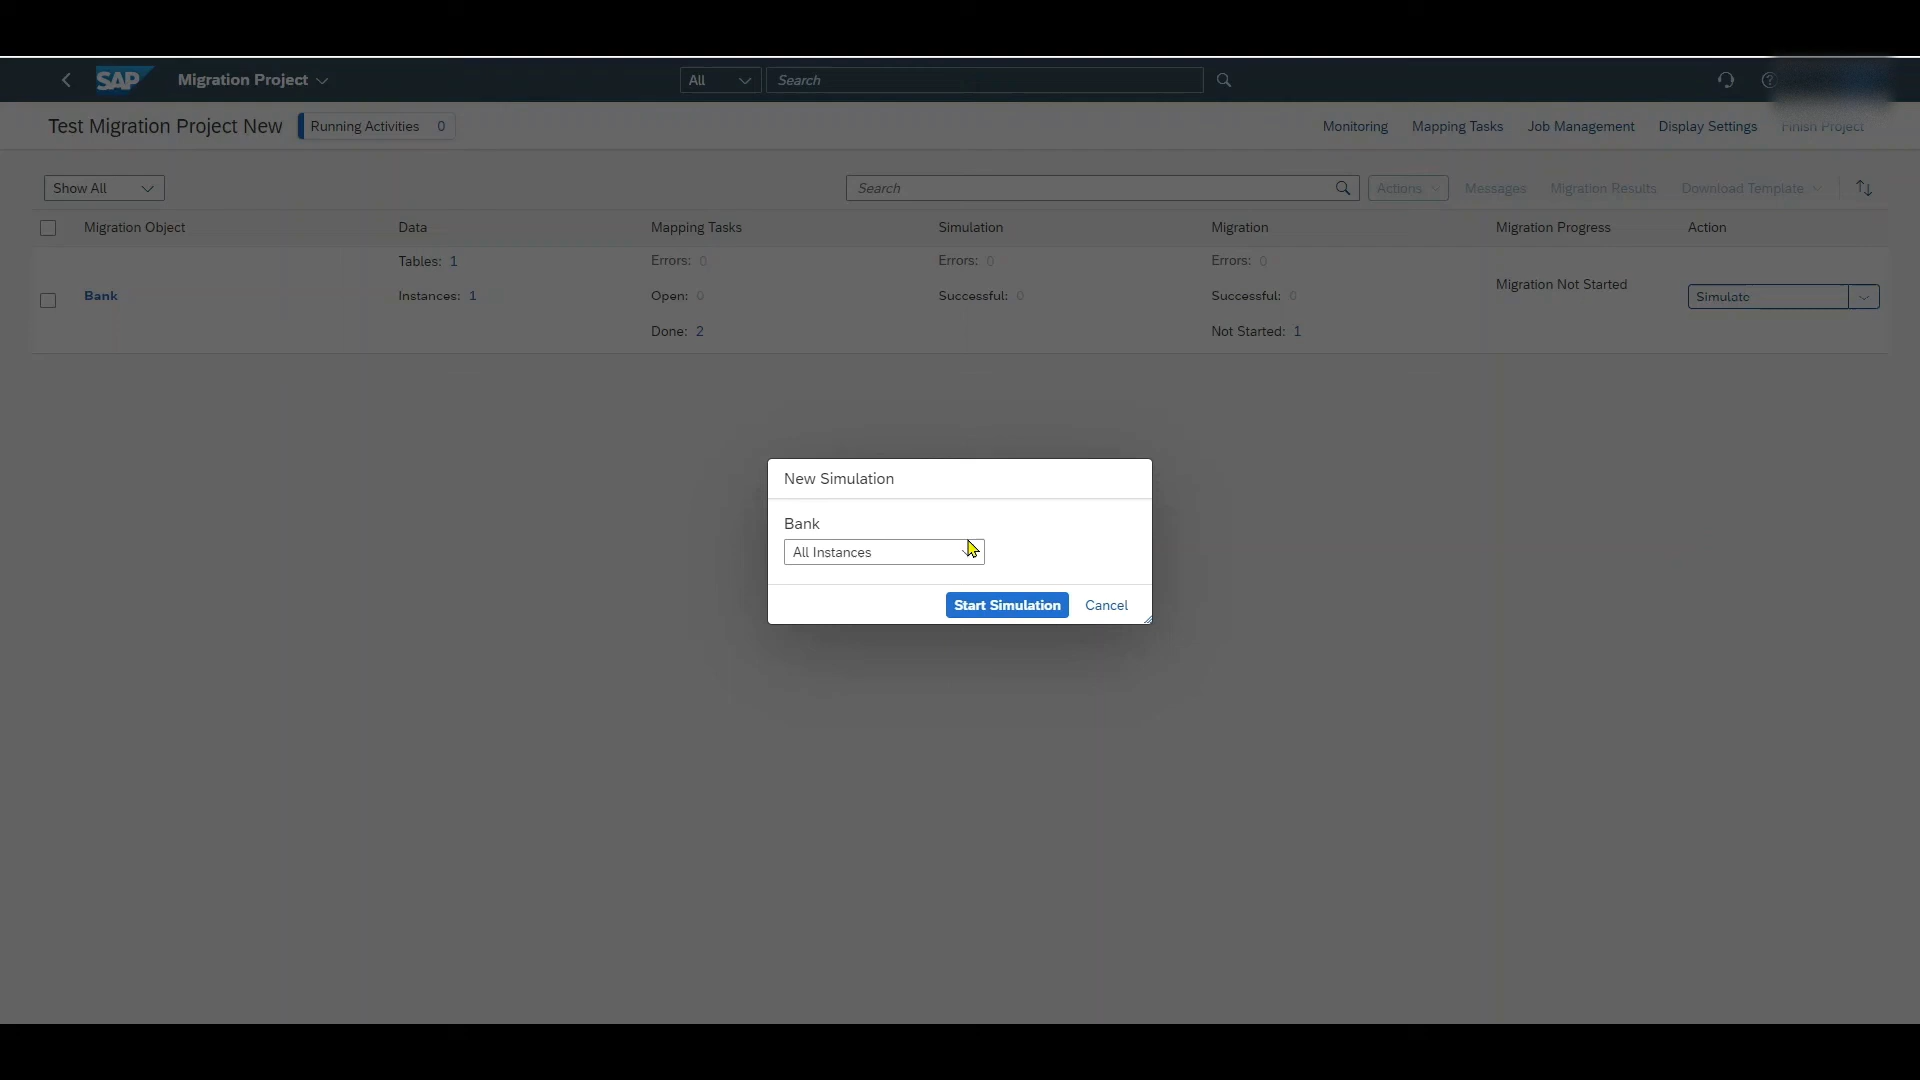 SAP Migration Project All Search
Test Migration Project New Running Activities 0 Monitoring Mapping Tasks Job Management Display Settings Finish Project
Show All Search Actions Messages Migration Results Download Template
Migration Object Data Mapping Tasks Simulation Migration Migration Progress Action
Tables: 1 Errors: 0 Errors: 0 Errors: 0
Bank Instances: 1 Open: 0 Successful: 0 Successful: 0 Migration Not Started Simulate
Done: 2 Not Started: 1
New Simulation
Bank
All Instances
Start Simulation Cancel